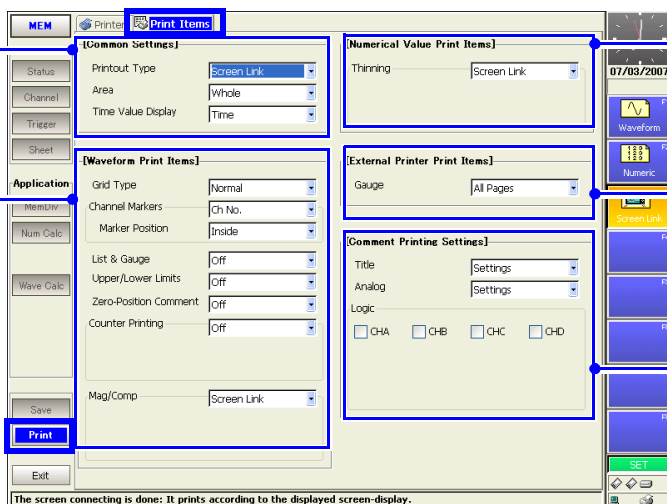 MEM
Printer
Print Items
[Common Settings]
Printout Type
Screen Link
Area
Whole
Time Value Display
Time
[Numerical Value Print Items]
Thinning
Screen Link
07/03/2007
Status
Channel
Trigger
Sheet
Application
MemDiv
Num Calc
Wave Calc
Save
Print
Exit
[Waveform Print Items]
Grid Type
Normal
Channel Markers
Ch No.
Marker Position
Inside
List & Gauge
Off
Upper/Lower Limits
Off
Zero-Position Comment
Off
Counter Printing
Off
Mag/Comp
Screen Link
[External Printer Print Items]
Gauge
All Pages
[Comment Printing Settings]
Title
Settings
Analog
Settings
Logic
CHA
CHB
CHC
CHD
Waveform
Numeric
Screen Link
SET
The screen connecting is done: It prints according to the displayed screen-display.